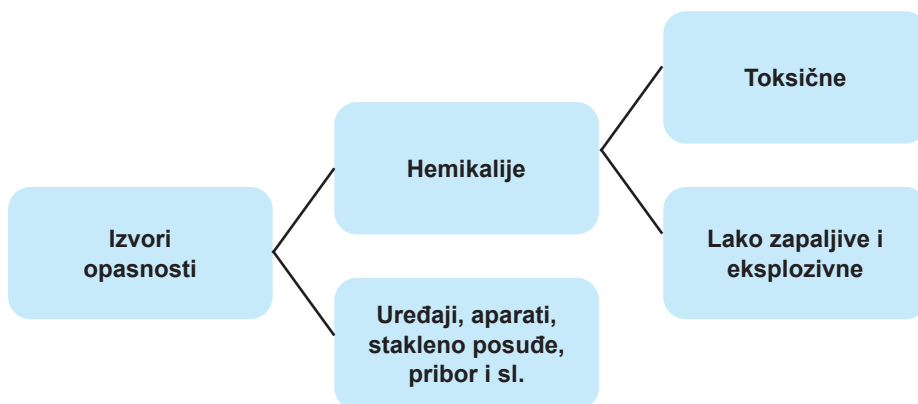 Izvori
opasnosti
Hemikalije
Uređaji, aparati,
stakleno posuđe,
pribor i sl.
Toksične
Lako zapaljive i
eksplozivne